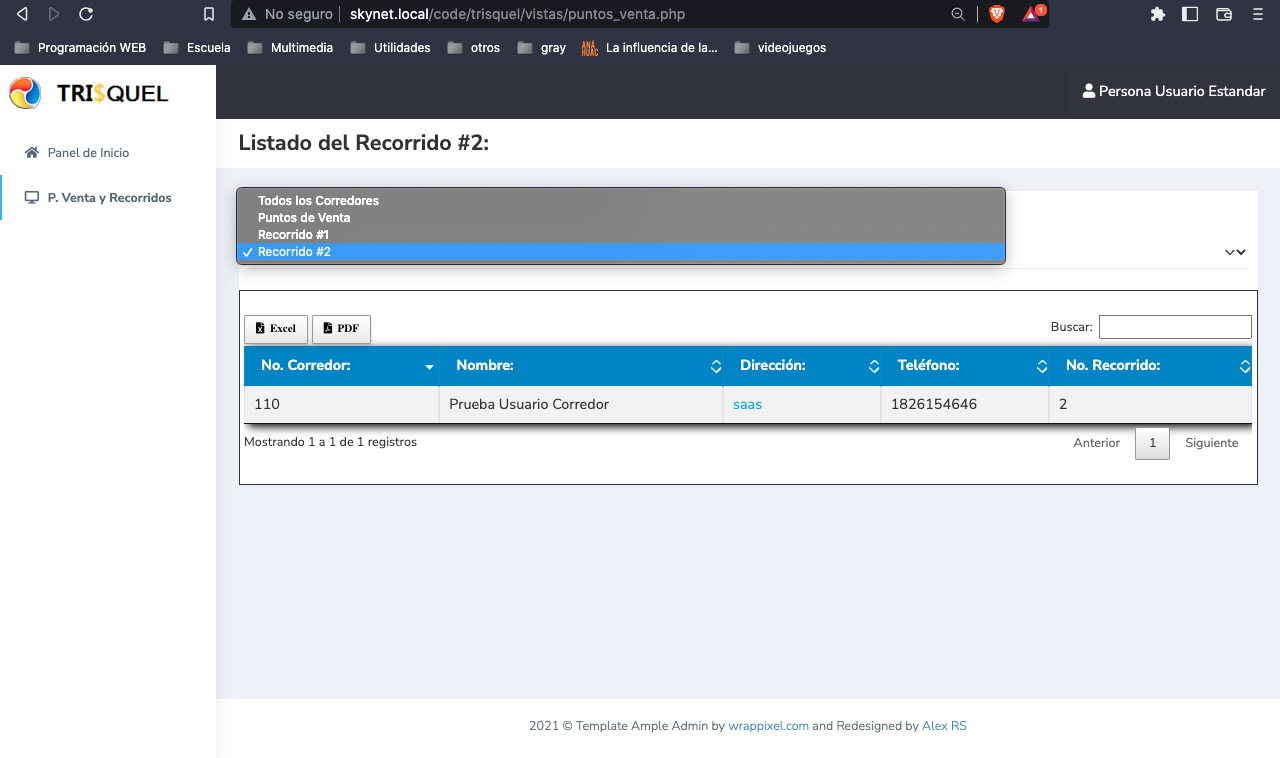 No seguro skynet.local/code/trisquel/vistas/puntos_venta.php 1
Programación WEB Escuela Multimedia Utilidades otros gray ANÁHUAC La influencia de la... videojuegos
TRI$QUEL
Persona Usuario Estandar
Panel de Inicio
P. Venta y Recorridos
Listado del Recorrido #2:
Todos los Corredores
Puntos de Venta
Recorrido #1
✓ Recorrido #2
Excel PDF
Buscar:
No. Corredor: Nombre: Dirección: Teléfono: No. Recorrido:
110 Prueba Usuario Corredor saas 1826154646 2
Mostrando 1 a 1 de 1 registros
Anterior 1 Siguiente
2021 © Template Ample Admin by wrappixel.com and Redesigned by Alex RS